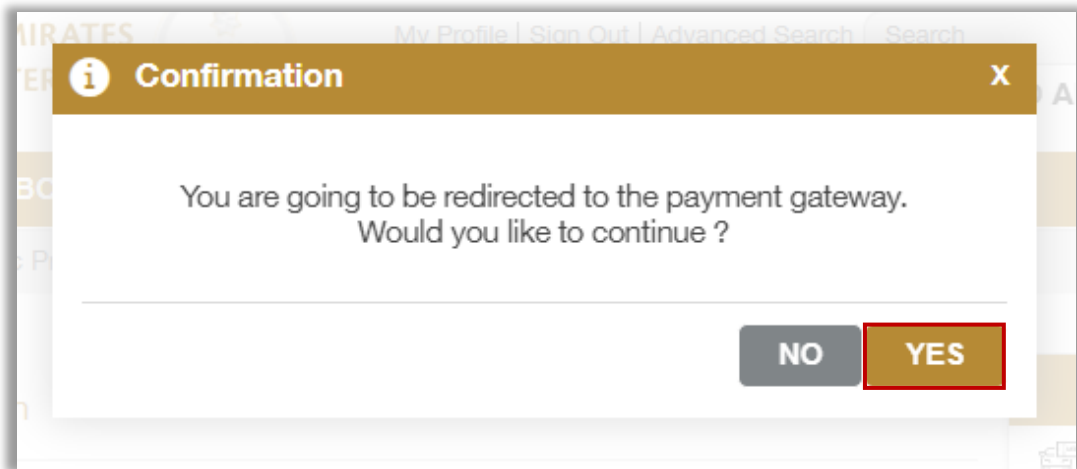 MIRATES
My Profile | Sign Out | Advanced Search Search
Confirmation X
You are going to be redirected to the payment gateway.
Would you like to continue ?
NO YES